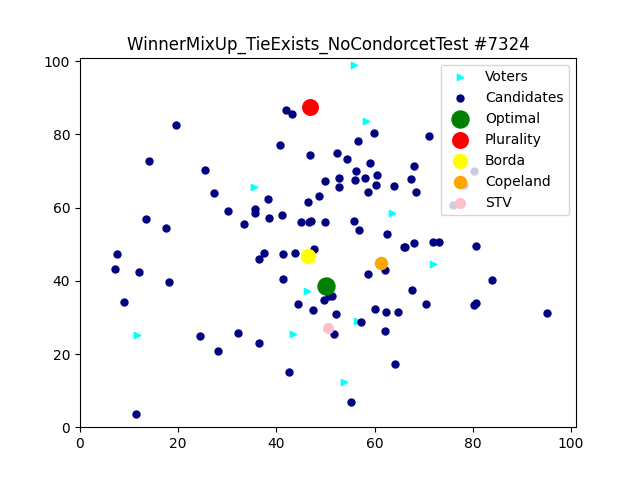 WinnerMixUp_TieExists_NoCondorcetTest #7324
100
80
60
40
20
0
0
20
40
60
80
100
Voters
Candidates
Optimal
Plurality
Borda
Copeland
STV